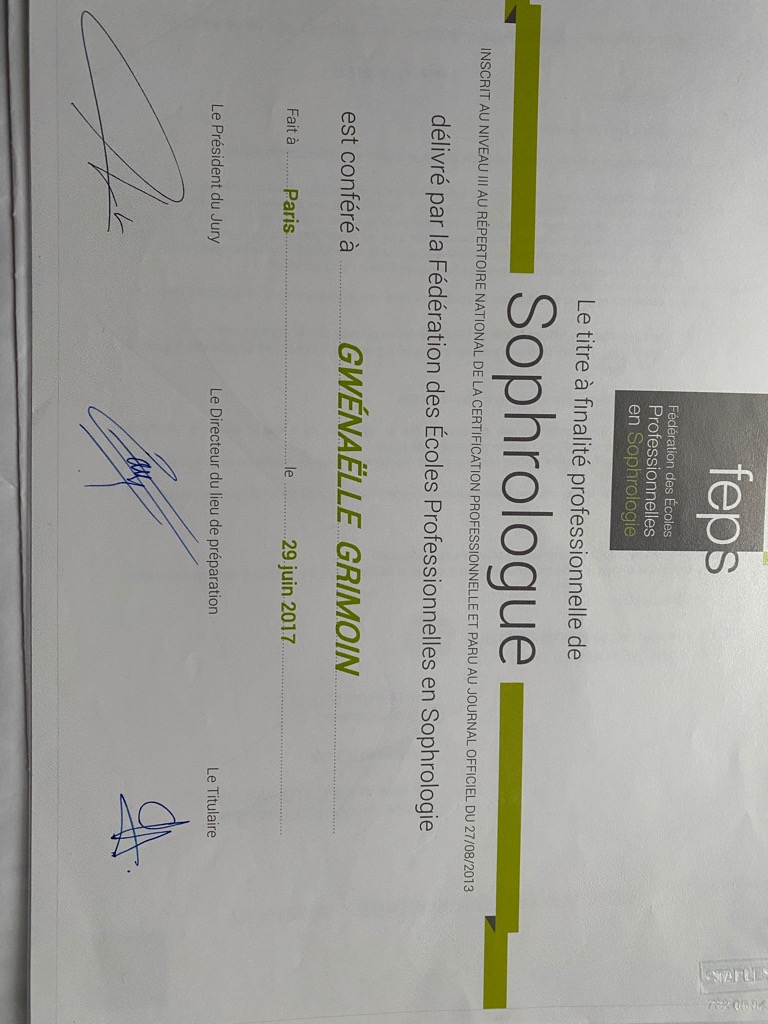 feps
Fédération des Écoles
Professionnelles
en Sophrologie
Le titre à finalité professionnelle de
Sophrologue
INSCRIT AU NIVEAU III AU RÉPERTOIRE NATIONAL DE LA CERTIFICATION PROFESSIONNELLE ET PARU AU JOURNAL OFFICIEL DU 27/08/2013
délivré par la Fédération des Écoles Professionnelles en Sophrologie
est conféré à GWÉNAËLLE GRIMOIN
Fait à Paris le 29 juin 2017
Le Président du Jury Le Directeur du lieu de préparation Le Titulaire